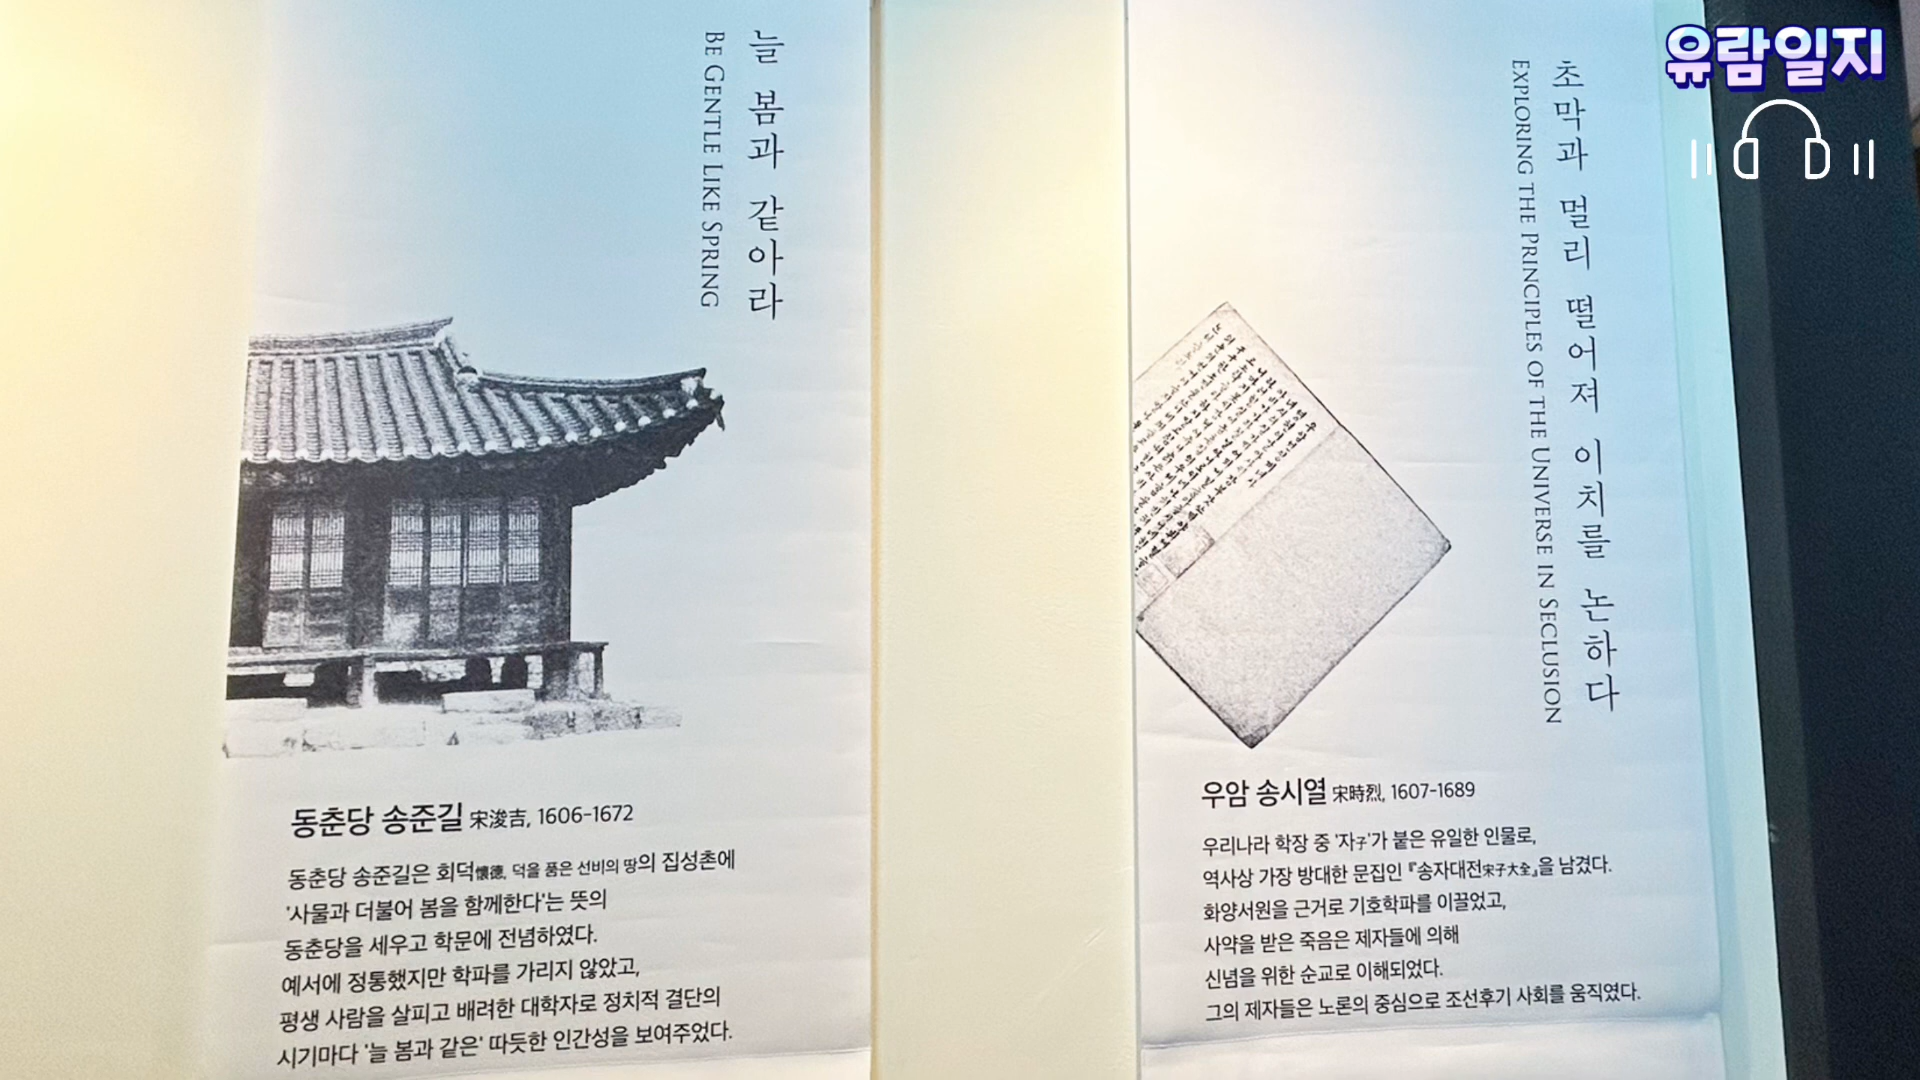 늘 봄과 같아라
BE GENTLE LIKE SPRING
동춘당 송준길 宋浚吉, 1606-1672
동춘당 송준길은 회덕懷德, 덕을 품은 선비의 땅의 집성촌에
'사물과 더불어 봄을 함께한다'는 뜻의
동춘당을 세우고 학문에 전념하였다.
예서에 정통했지만 학파를 가리지 않았고,
평생 사람을 살피고 배려한 대학자로 정치적 결단의
시기마다 '늘 봄과 같은' 따듯한 인간성을 보여주었다.
초막과 멀리 떨어져 이치를 논하다
EXPLORING THE PRINCIPLES OF THE UNIVERSE IN SECLUSION
우암 송시열 宋時烈, 1607-1689
우리나라 학장 중 '자子'가 붙은 유일한 인물로,
역사상 가장 방대한 문집인 『송자대전宋子大全』을 남겼다.
화양서원을 근거로 기호학파를 이끌었고,
사약을 받은 죽음은 제자들에 의해
신념을 위한 순교로 이해되었다.
그의 제자들은 노론의 중심으로 조선후기 사회를 움직였다.
유람일지